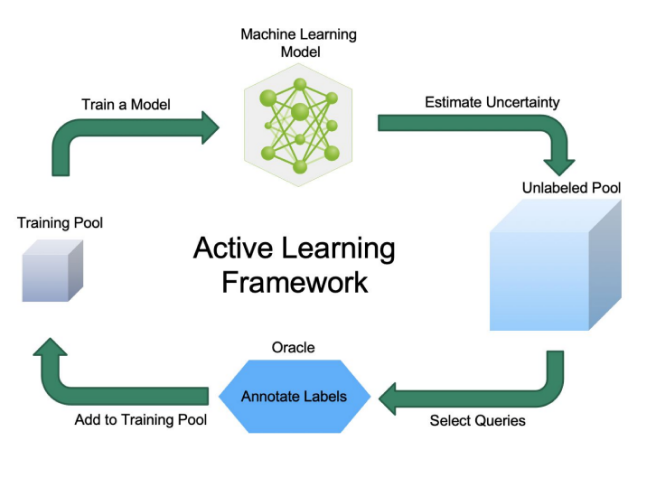 Machine Learning
Model
Train a Model
Estimate Uncertainty
Unlabeled Pool
Training Pool
Active Learning
Framework
Oracle
Annotate Labels
Add to Training Pool
Select Queries